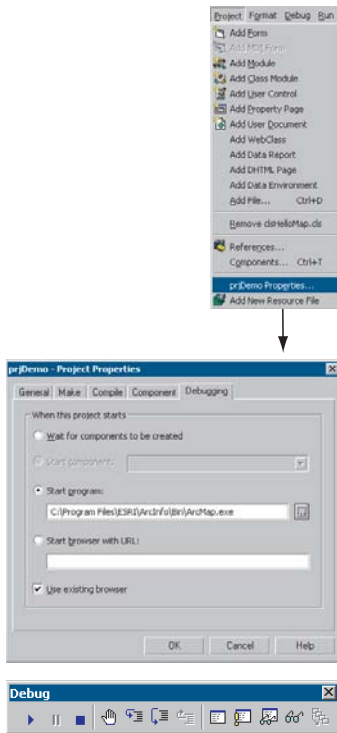 Project Format Debug Run
Add Form
Add MDI Form
Add Module
Add Class Module
Add User Control
Add Property Page
Add User Document
Add WebClass
Add Data Report
Add DHTML Page
Add Data Environment
Add File... Ctrl+D
Remove clsHelloMap.cls
References...
Components... Ctrl+T
prjDemo Properties...
Add New Resource File
prjDemo - Project Properties
General Make Compile Component Debugging
When this project starts
Wait for components to be created
Start component:
Start program:
C:\Program Files\ESRI\ArcInfo\Bin\ArcMap.exe
...
Start browser with URL:
Use existing browser
OK Cancel Help
Debug